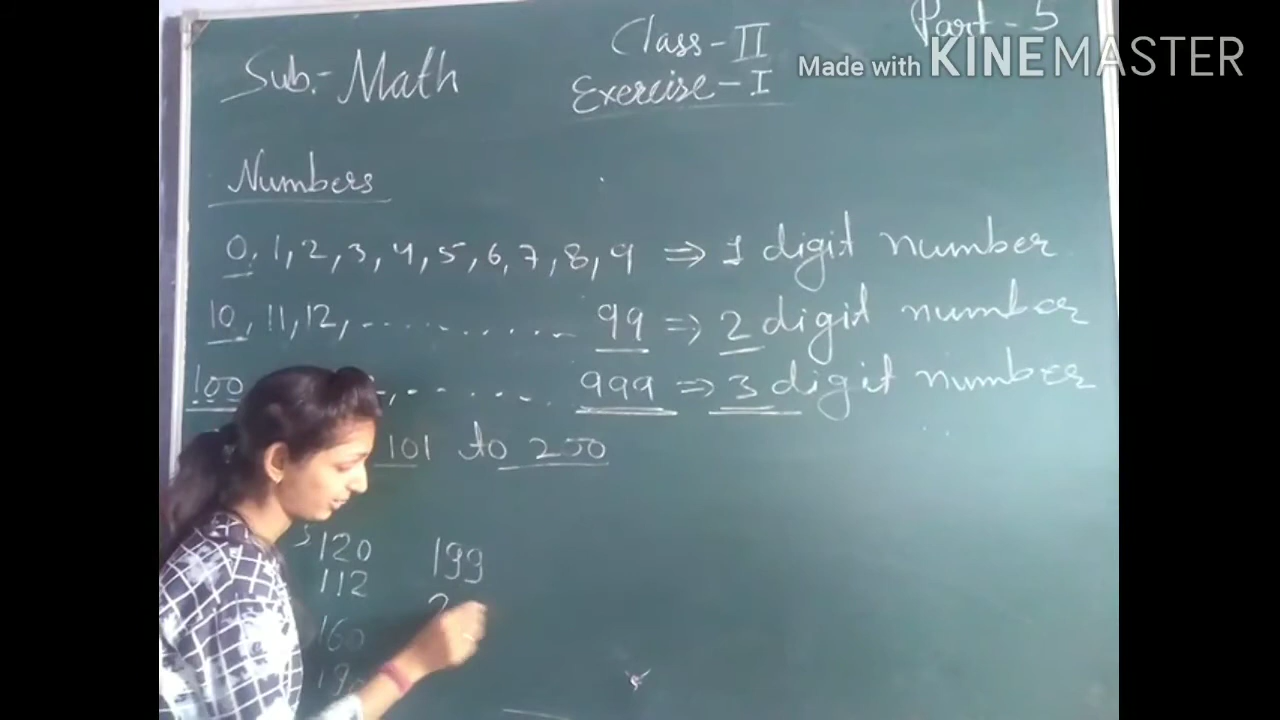 Part - 5
Class - II
Made with KINEMASTER
Sub:- Math
Exercise - I
Numbers
0, 1, 2, 3, 4, 5, 6, 7, 8, 9 ⇒ 1 digit number
10, 11, 12, .......... 99 ⇒ 2 digit number
100 , ...... 999 ⇒ 3 digit number
101 to 200
120 199
112 2
160
190